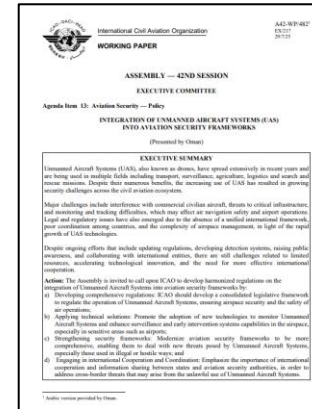 International Civil Aviation Organization
WORKING PAPER
A42-WP/482¹
EX/217
29/7/25
ASSEMBLY — 42ND SESSION
EXECUTIVE COMMITTEE
Agenda Item 13: Aviation Security — Policy
INTEGRATION OF UNMANNED AIRCRAFT SYSTEMS (UAS)
INTO AVIATION SECURITY FRAMEWORKS
(Presented by Oman)
EXECUTIVE SUMMARY
Unmanned Aircraft Systems (UAS), also known as drones, have spread extensively in recent years and
are being used in multiple fields including transport, surveillance, agriculture, logistics and search and
rescue missions. Despite their numerous benefits, the increasing use of UAS has resulted in growing
security challenges across the civil aviation ecosystem.
Major challenges include interference with commercial civilian aircraft, threats to critical infrastructure,
and monitoring and tracking difficulties, which may affect air navigation safety and airport operations.
Legal and regulatory issues have also emerged due to the absence of a unified international framework,
poor coordination among countries, and the complexity of airspace management, in light of the rapid
growth of UAS technologies.
Despite ongoing efforts that include updating regulations, developing detection systems, raising public
awareness, and collaborating with international entities, there are still challenges related to limited
resources, accelerating technological innovation, and the need for more effective international
cooperation.
Action: The Assembly is invited to call upon ICAO to develop harmonized regulations on the
integration of Unmanned Aircraft Systems into aviation security frameworks by:
a) Developing comprehensive regulations: ICAO should develop a consolidated legislative framework
to regulate the operation of Unmanned Aircraft Systems, ensuring airspace security and the safety of
air operations;
b) Applying technical solutions: Promote the adoption of new technologies to monitor Unmanned
Aircraft Systems and enhance surveillance and early intervention systems capabilities in the airspace,
especially in sensitive areas such as airports;
c) Strengthening security frameworks: Modernize aviation security frameworks to be more
comprehensive, enabling them to deal with new threats posed by Unmanned Aircraft Systems,
especially those used in illegal or hostile ways; and
d) Engaging in international Cooperation and Coordination: Emphasize the importance of international
cooperation and information sharing between states and aviation security authorities, in order to
address cross-border threats that may arise from the unlawful use of Unmanned Aircraft Systems.
¹ Arabic version provided by Oman.